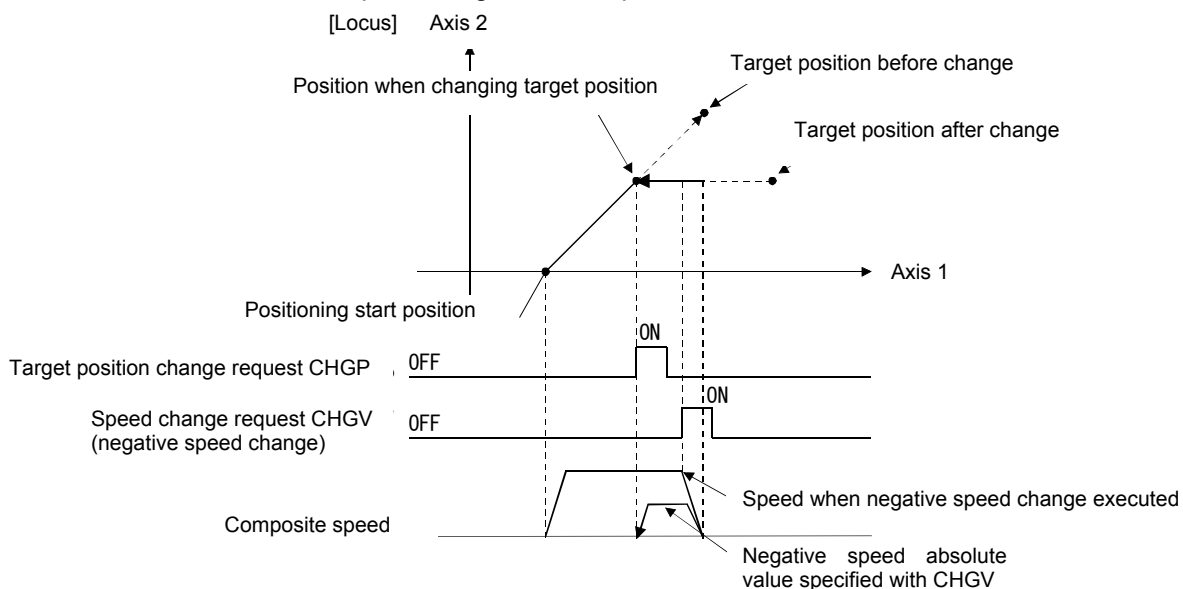 [Locus] Axis 2
Target position before change
Position when changing target position
Target position after change
Axis 1
Positioning start position
ON
Target position change request CHGP OFF
ON
Speed change request CHGV OFF
(negative speed change)
Speed when negative speed change executed
Composite speed
Negative speed absolute
value specified with CHGV